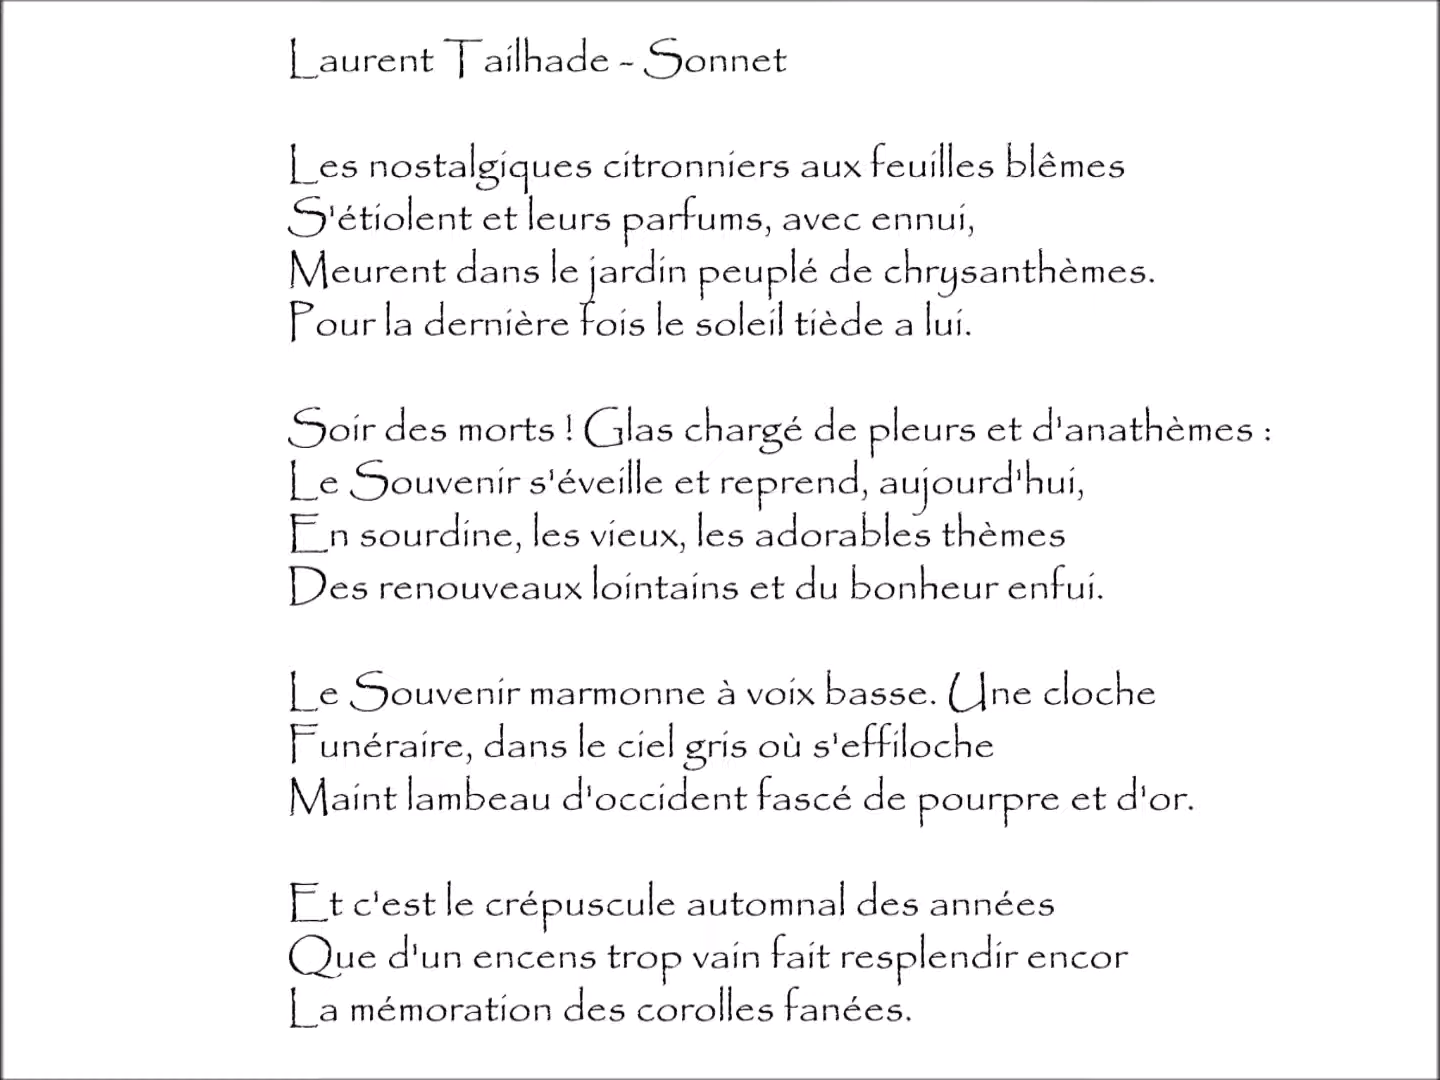 Laurent Tailhade - Sonnet
Les nostalgiques citronniers aux feuilles blêmes
S'étiolent et leurs parfums, avec ennui,
Meurent dans le jardin peuplé de chrysanthèmes.
Pour la dernière fois le soleil tiède a lui.
Soir des morts ! Glas chargé de pleurs et d'anathèmes :
Le Souvenir s'éveille et reprend, aujourd'hui,
En sourdine, les vieux, les adorables thèmes
Des renouveaux lointains et du bonheur enfui.
Le Souvenir marmonne à voix basse. Une cloche
Funéraire, dans le ciel gris où s'effiloche
Maint lambeau d'occident fascé de pourpre et d'or.
Et c'est le crépuscule automnal des années
Que d'un encens trop vain fait resplendir encor
La mémoration des corolles fanées.